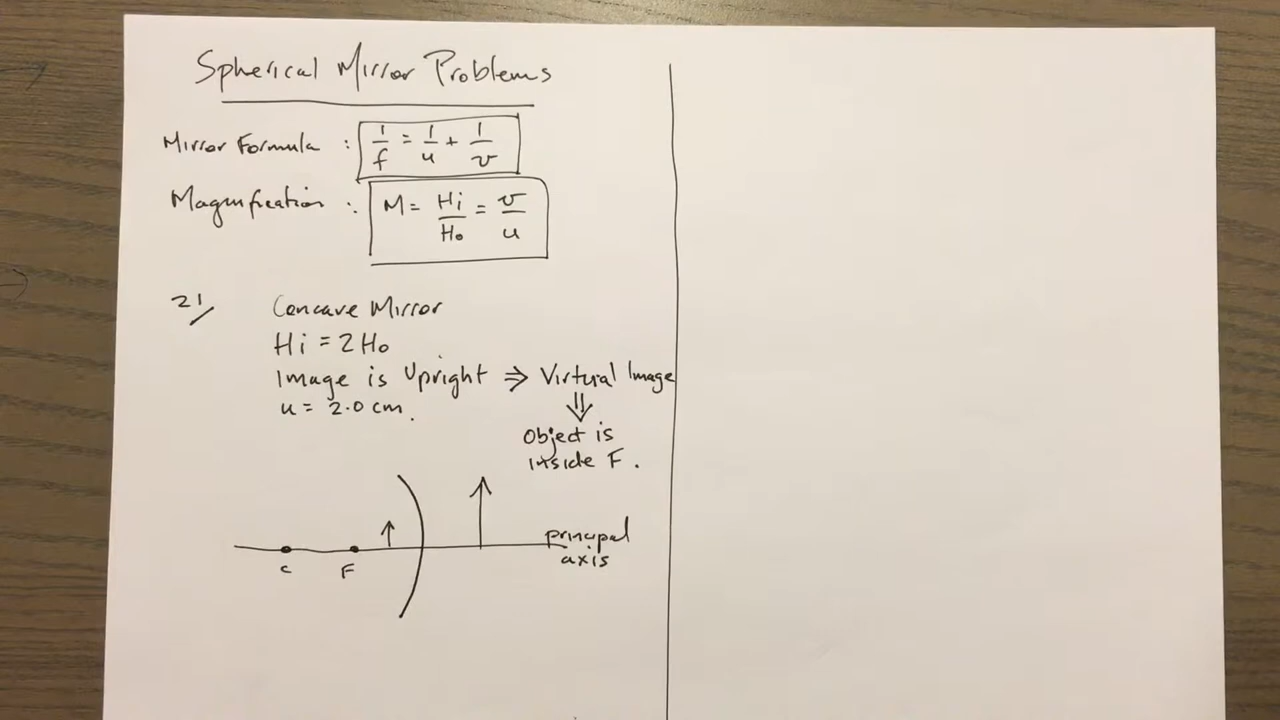 Spherical Mirror Problems
Mirror Formula : 1/f = 1/u + 1/v
Magnification : M = Hi/Ho = v/u
21/ Concave Mirror
Hi = 2Ho
Image is Upright ⇒ Virtual Image
u = 2.0 cm.
⇓
Object is
inside F.
principal
axis
C F